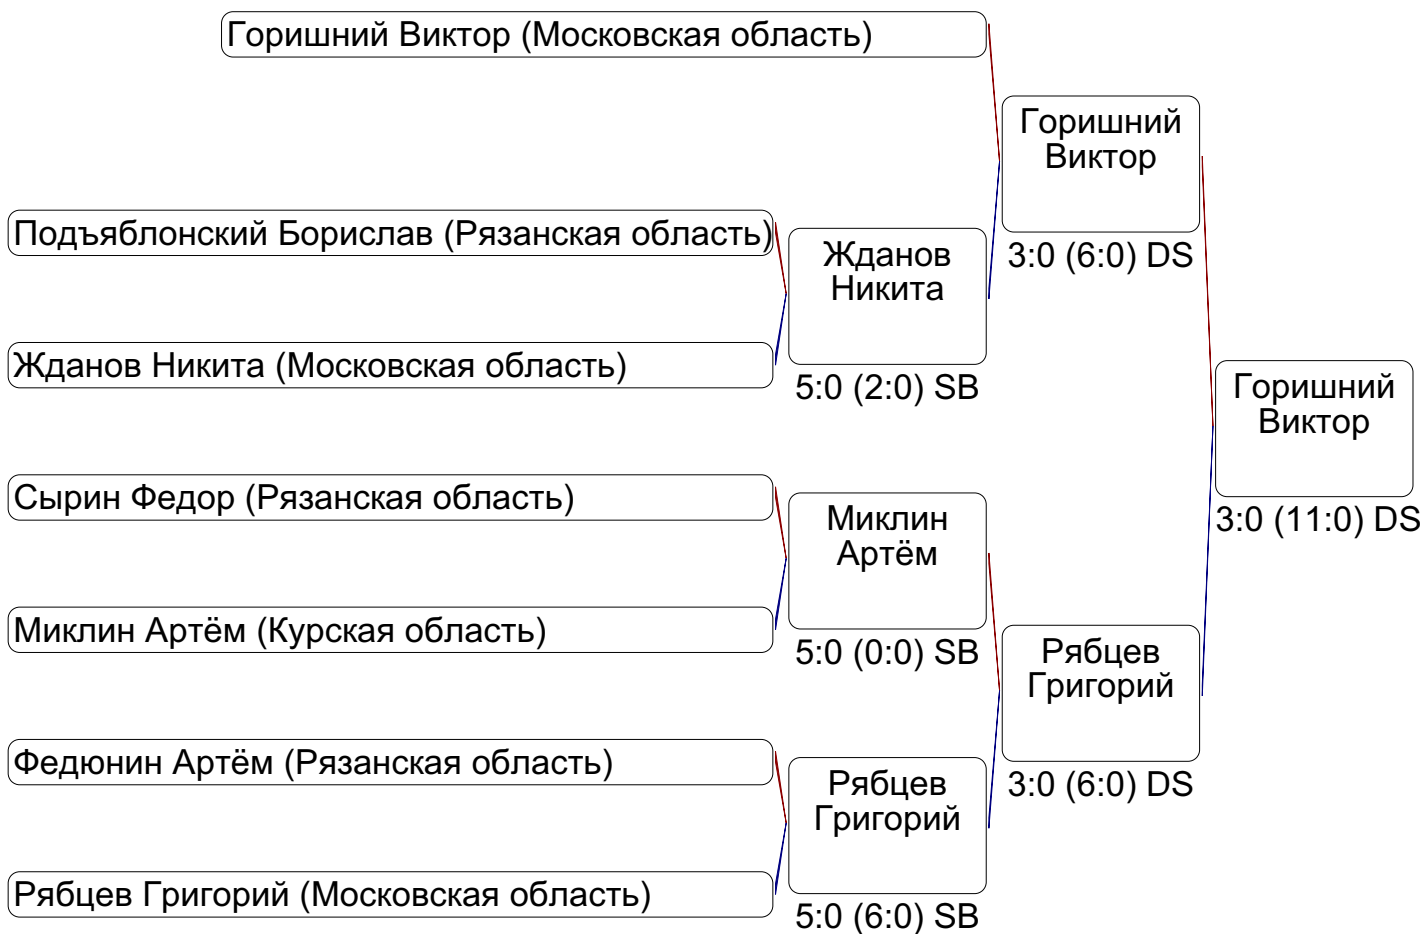 Горишний Виктор (Московская область)
Горишний
Виктор
Подъяблонский Борислав (Рязанская область)
Жданов
Никита
3:0 (6:0) DS
Жданов Никита (Московская область)
5:0 (2:0) SB
Горишний
Виктор
Сырин Федор (Рязанская область)
Миклин
Артём
3:0 (11:0) DS
Миклин Артём (Курская область)
5:0 (0:0) SB
Рябцев
Григорий
Федюнин Артём (Рязанская область)
Рябцев
Григорий
3:0 (6:0) DS
Рябцев Григорий (Московская область)
5:0 (6:0) SB